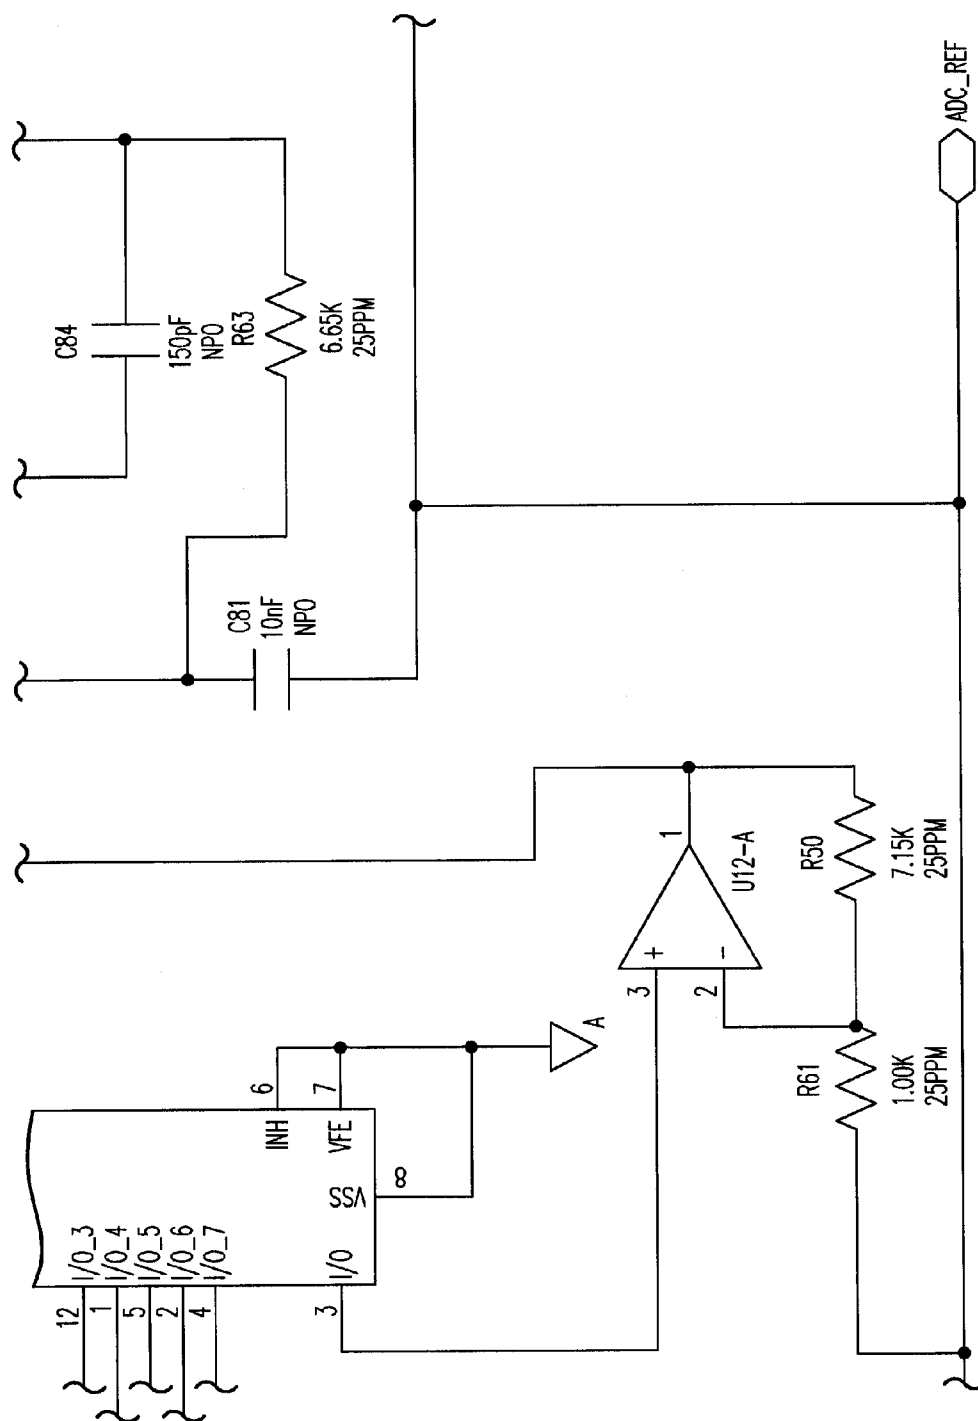 C84
150pF
NPO
R63
6.65K
25PPM
ADC_REF
C81
10nF
NPO
1
U12-A
+
-
3
2
R50
7.15K
25PPM
R61
1.00K
25PPM
A
6
7
INH
VFE
VSS
8
I/O_3
I/O_4
I/O_5
I/O_6
I/O_7
I/O
12
1
5
2
4
3